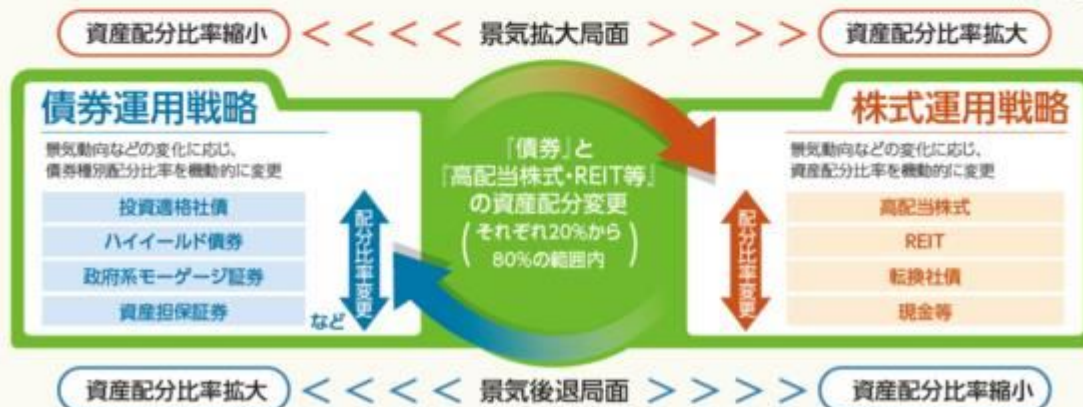 資産配分比率縮小 < < < < < 景気拡大局面 > > > > > 資産配分比率拡大
債券運用戦略
景気動向などの変化に応じ、
債券種別配分比率を機動的に変更
投資適格社債
ハイイールド債券
政府系モーゲージ証券
資産担保証券
など
配分比率変更
『債券』と
『高配当株式・REIT等』
の資産配分変更
(それぞれ20%から
80%の範囲内)
株式運用戦略
景気動向などの変化に応じ、
資産配分比率を機動的に変更
配分比率変更
高配当株式
REIT
転換社債
現金等
資産配分比率拡大 < < < < < 景気後退局面 > > > > > 資産配分比率縮小